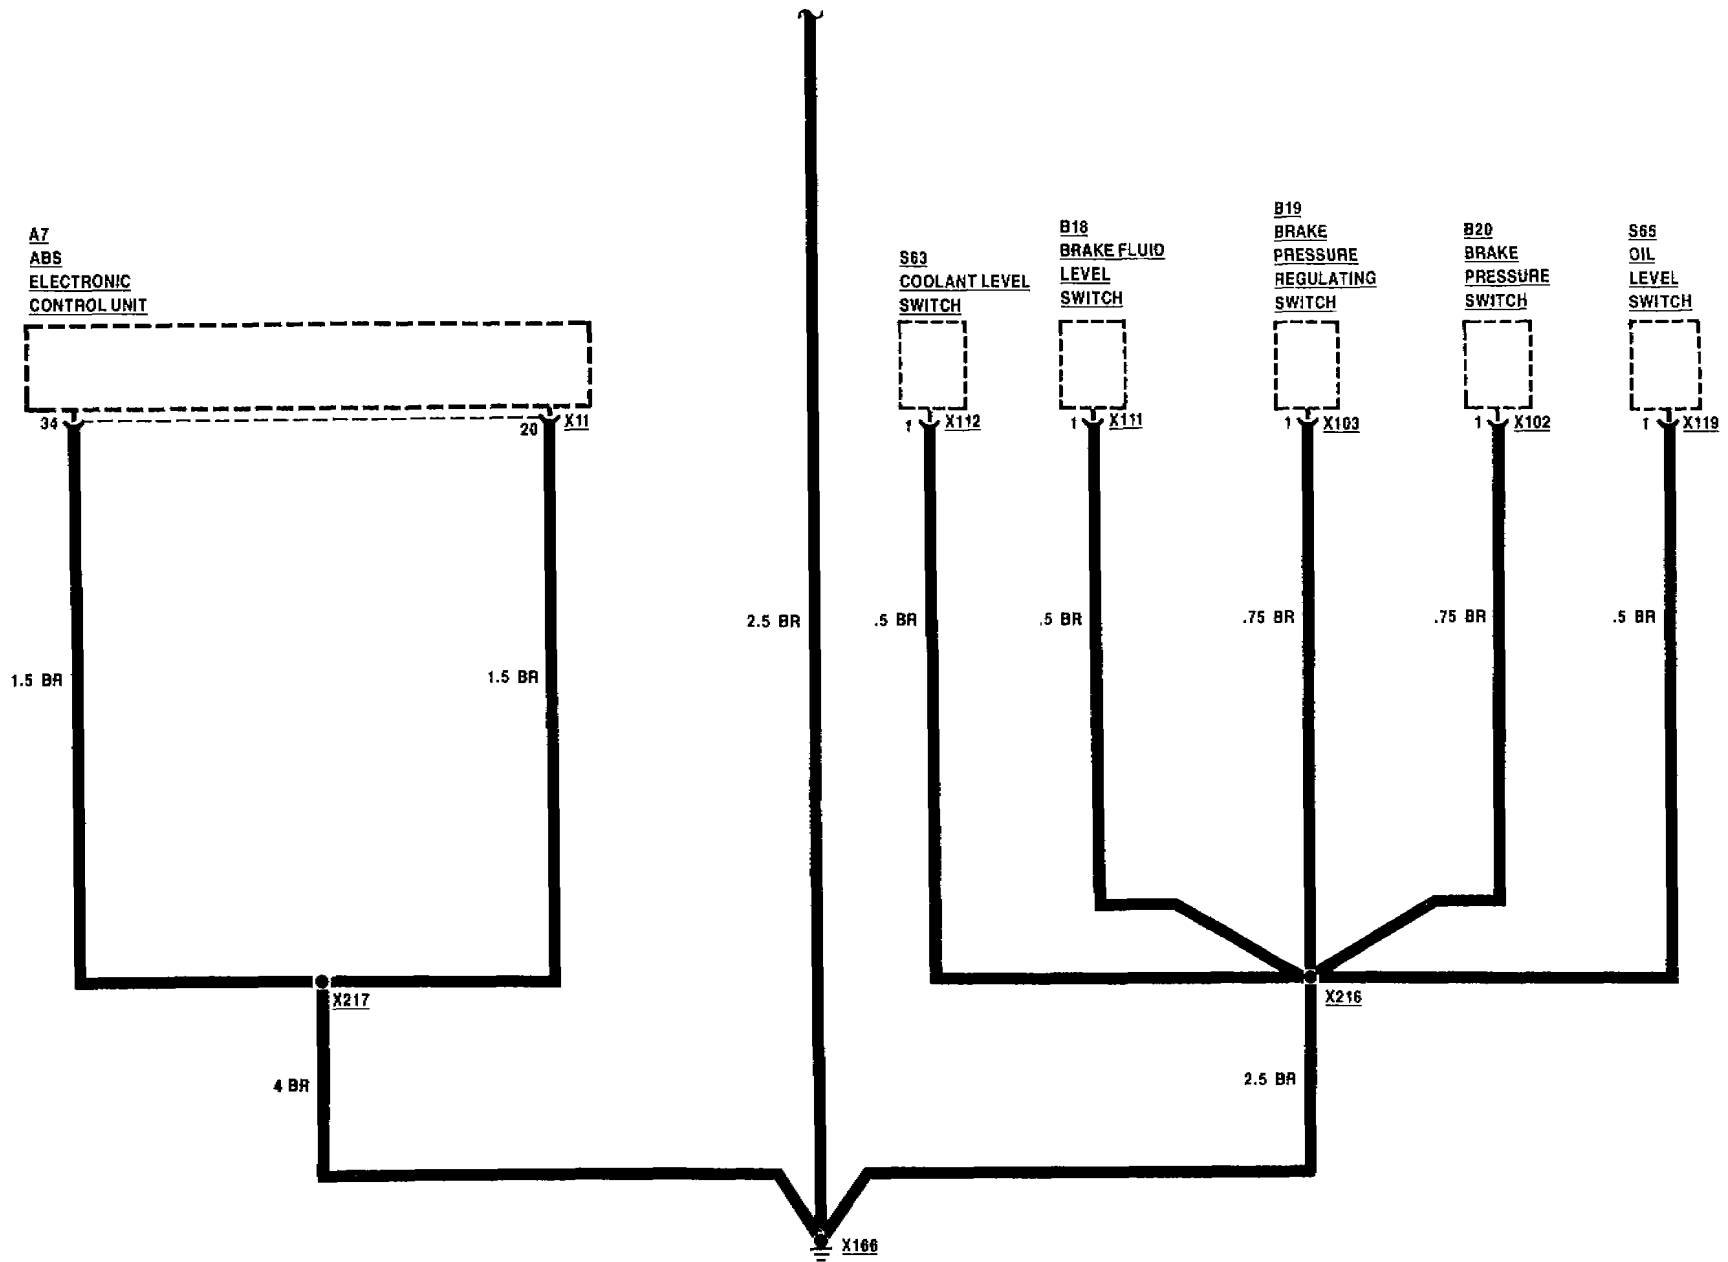 A7
ABS
ELECTRONIC
CONTROL UNIT
34
20
X11
1.5 BR
1.5 BR
X217
4 BR
2.5 BR
S63
COOLANT LEVEL
SWITCH
1
X112
.5 BR
B18
BRAKE FLUID
LEVEL
SWITCH
1
X111
.5 BR
B19
BRAKE
PRESSURE
REGULATING
SWITCH
1
X103
.75 BR
B20
BRAKE
PRESSURE
SWITCH
1
X102
.75 BR
S65
OIL
LEVEL
SWITCH
1
X119
.5 BR
X216
2.5 BR
X166